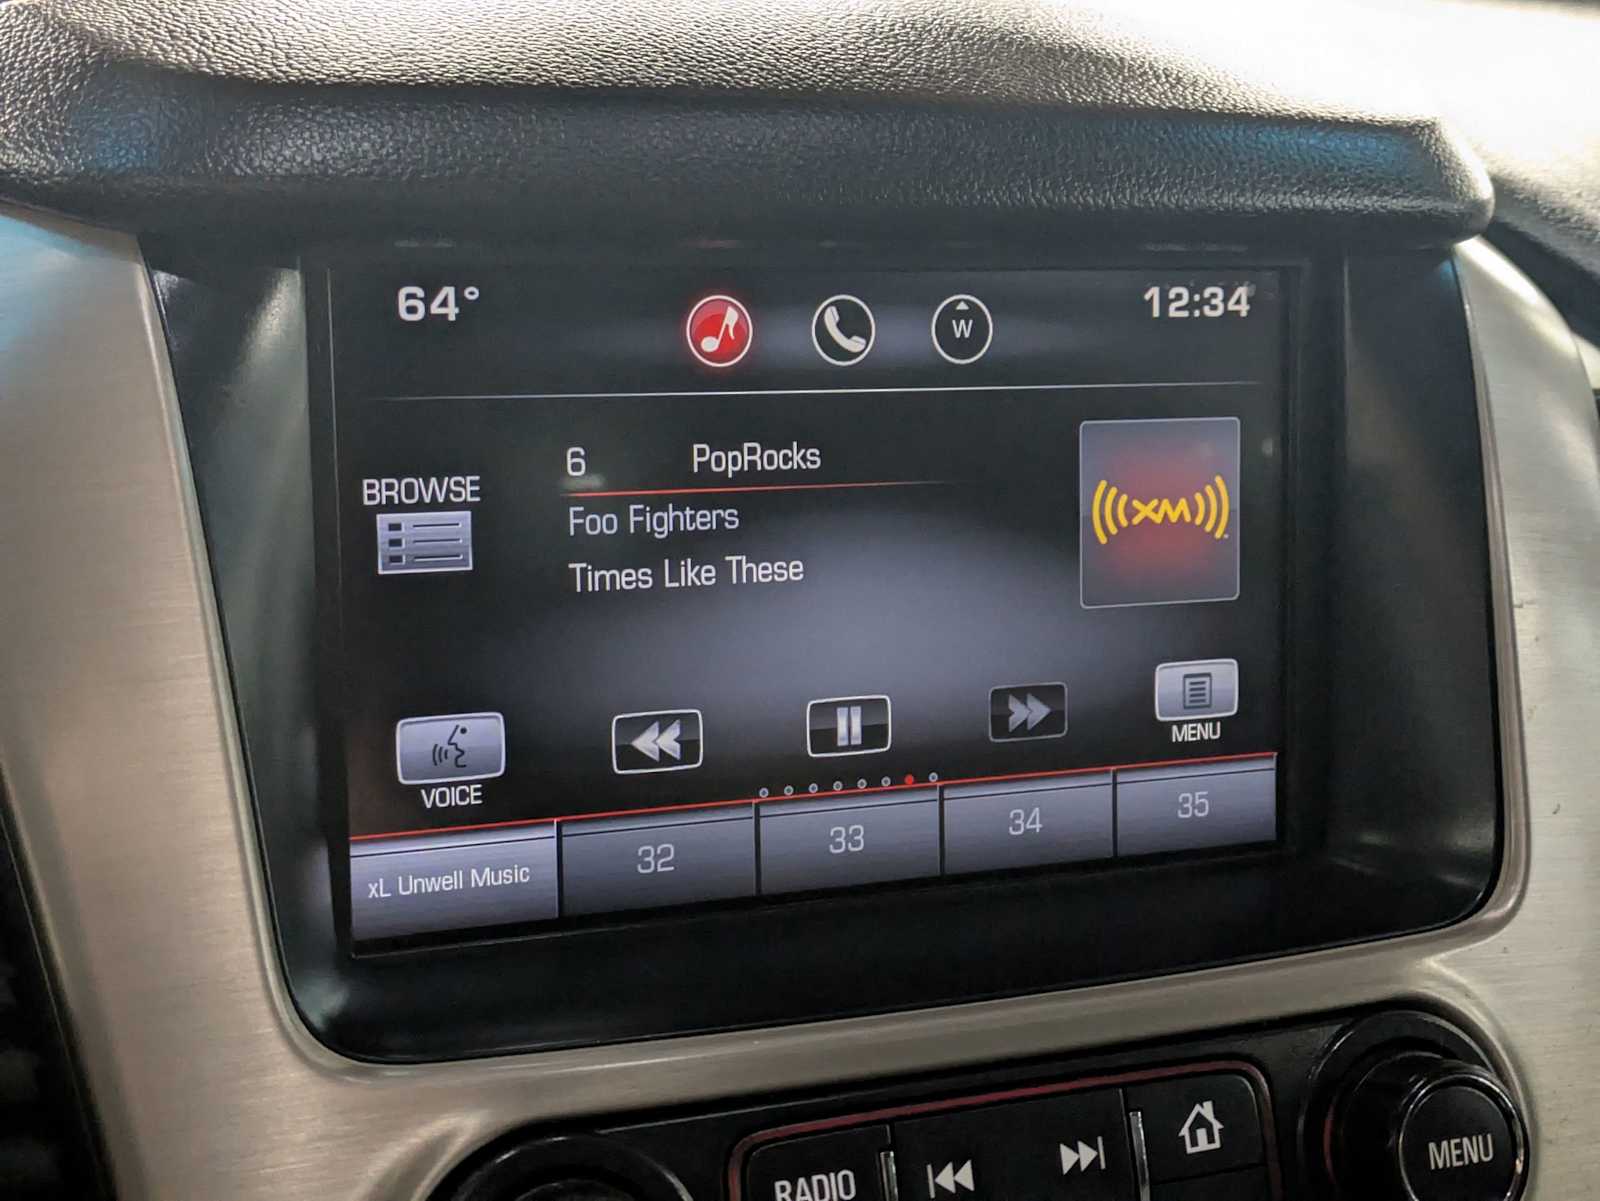 64°
W
12:34
6 PopRocks
BROWSE
Foo Fighters
Times Like These
XM
VOICE
MENU
xL Unwell Music
32
33
34
35
RADIO
MENU